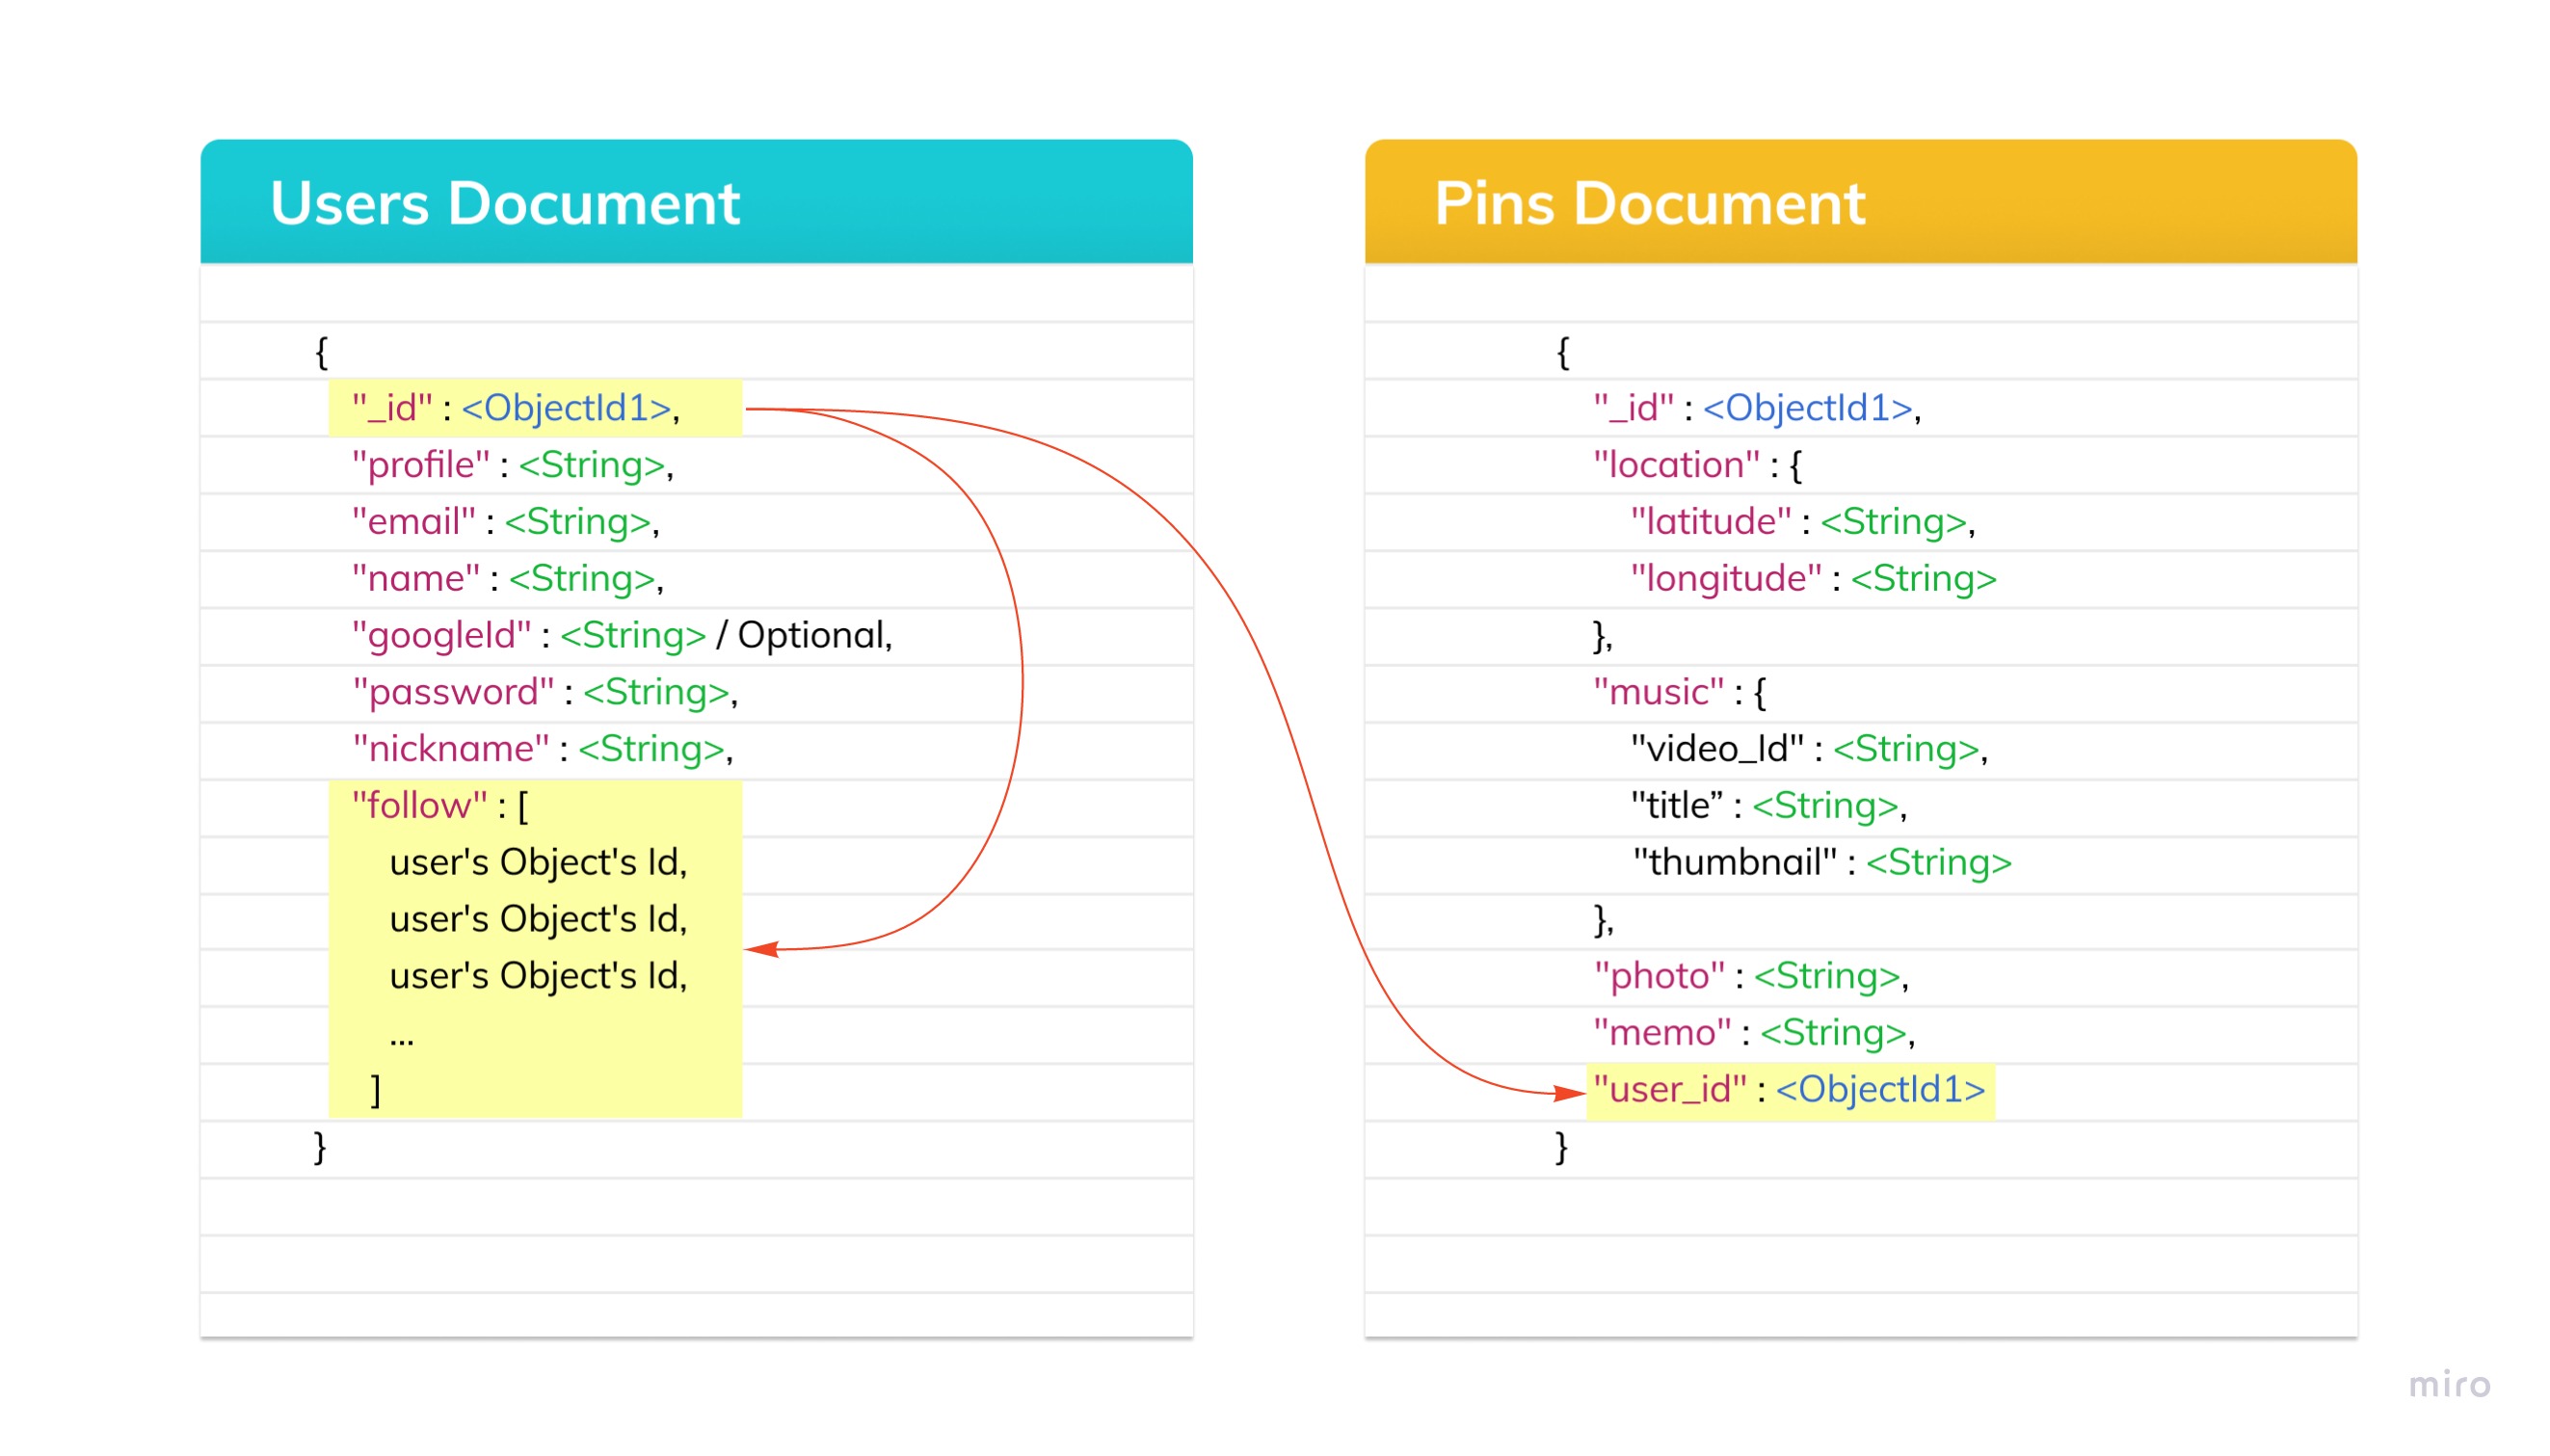 Users Document
{
"_id" : <ObjectId1>,
"profile" : <String>,
"email" : <String>,
"name" : <String>,
"googleId" : <String> / Optional,
"password" : <String>,
"nickname" : <String>,
"follow" : [
user's Object's Id,
user's Object's Id,
user's Object's Id,
...
]
}
Pins Document
{
"_id" : <ObjectId1>,
"location" : {
"latitude" : <String>,
"longitude" : <String>
},
"music" : {
"video_Id" : <String>,
"title” : <String>,
"thumbnail" : <String>
},
"photo" : <String>,
"memo" : <String>,
"user_id" : <ObjectId1>
}
miro